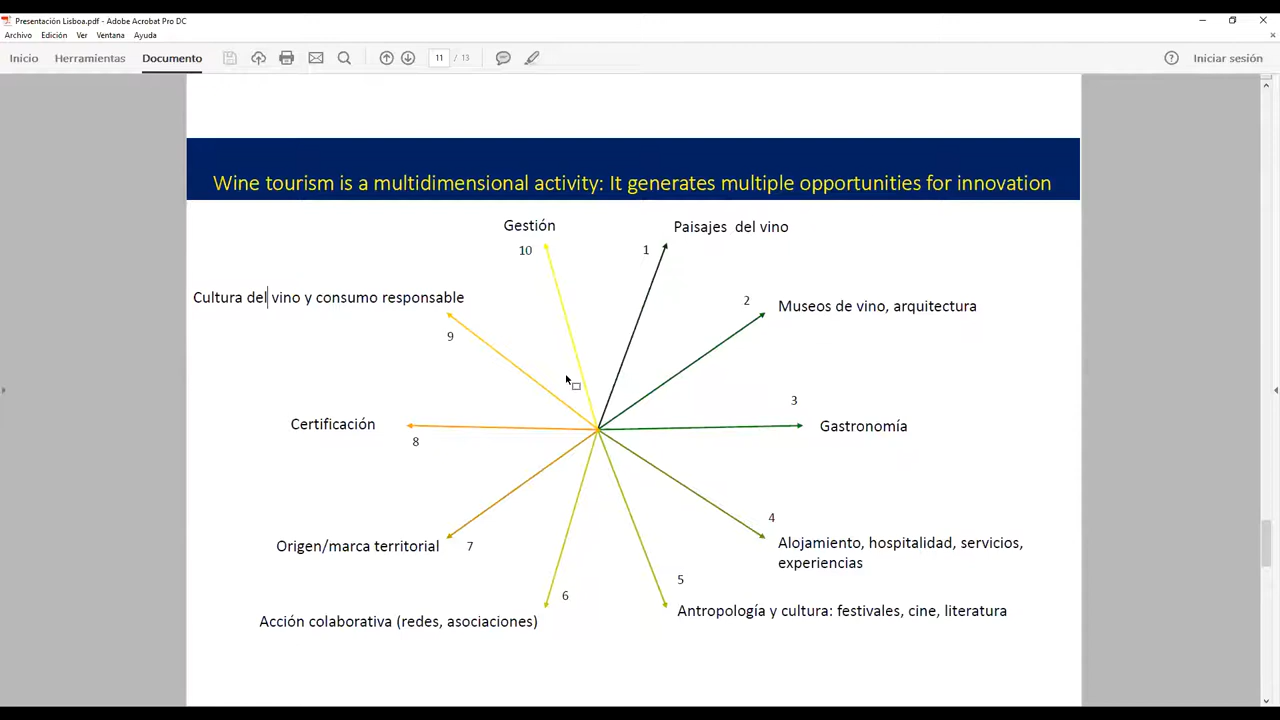 Presentación Lisboa.pdf - Adobe Acrobat Pro DC
Archivo Edición Ver Ventana Ayuda
Inicio Herramientas Documento 11 / 13 Iniciar sesión
Wine tourism is a multidimensional activity: It generates multiple opportunities for innovation
Gestión
10
Paisajes del vino
1
Cultura del vino y consumo responsable
9
2
Museos de vino, arquitectura
3
Gastronomía
Certificación
8
4
Alojamiento, hospitalidad, servicios,
experiencias
Origen/marca territorial 7
5
Antropología y cultura: festivales, cine, literatura
6
Acción colaborativa (redes, asociaciones)